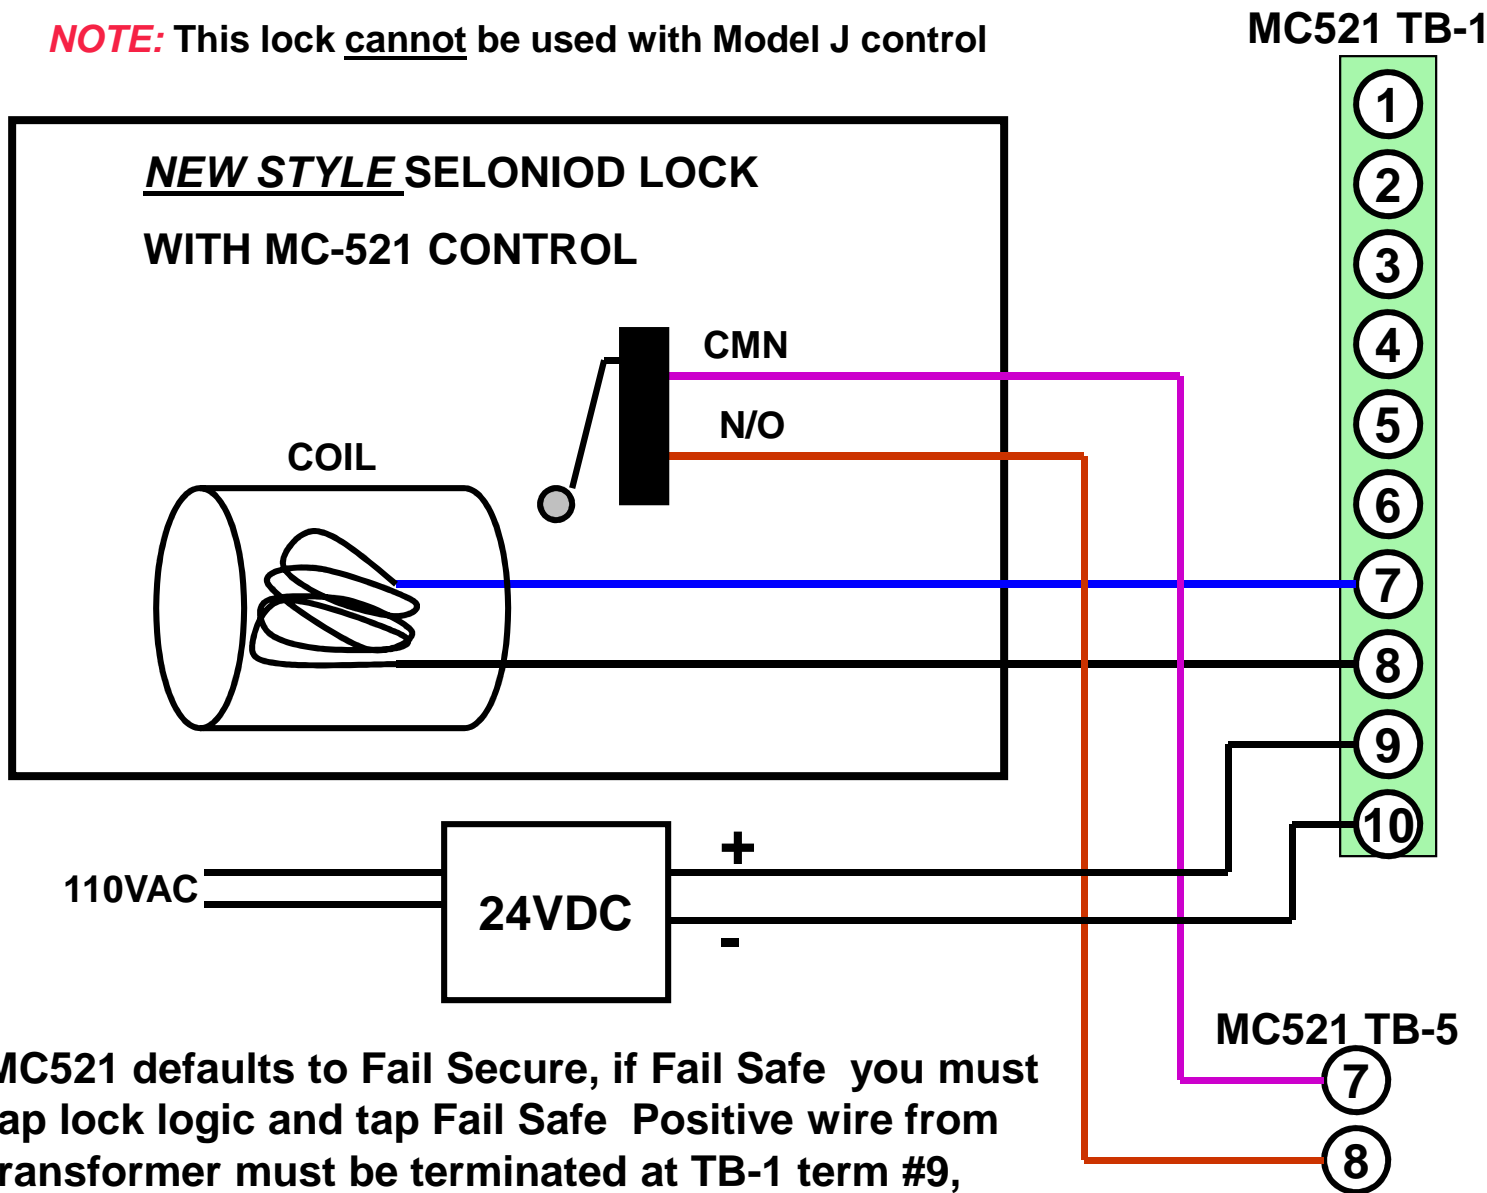 NOTE: This lock cannot be used with Model J control
MC521 TB-1
1
2
3
4
5
6
7
8
9
10
NEW STYLE SELONIOD LOCK
WITH MC-521 CONTROL
CMN
N/O
COIL
+
110VAC
24VDC
-
MC521 TB-5
7
8
MC521 defaults to Fail Secure, if Fail Safe you must
ap lock logic and tap Fail Safe Positive wire from
ransformer must be terminated at TB-1 term #9,